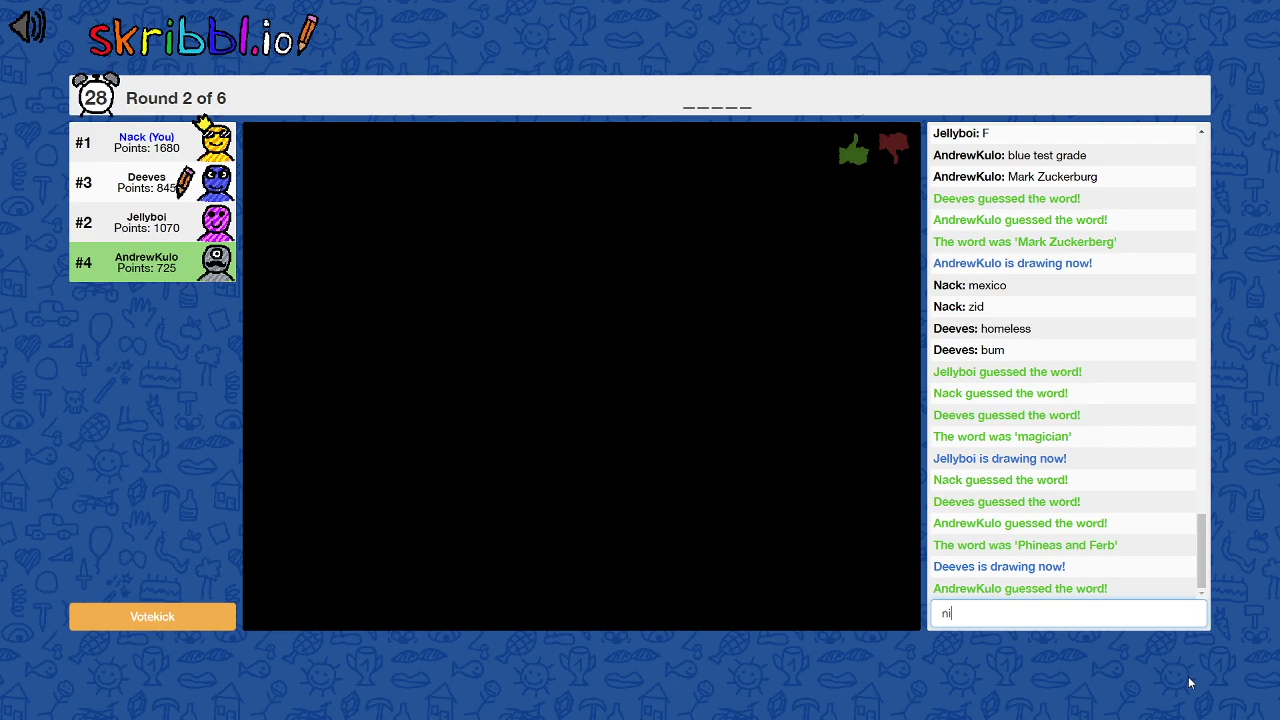 skribbl.io
28
Round 2 of 6
_ _ _ _ _
#1
Nack (You)
Points: 1680
#3
Deeves
Points: 845
#2
Jellyboi
Points: 1070
#4
AndrewKulo
Points: 725
Votekick
Jellyboi: F
AndrewKulo: blue test grade
AndrewKulo: Mark Zuckerburg
Deeves guessed the word!
AndrewKulo guessed the word!
The word was 'Mark Zuckerberg'
AndrewKulo is drawing now!
Nack: mexico
Nack: zid
Deeves: homeless
Deeves: bum
Jellyboi guessed the word!
Nack guessed the word!
Deeves guessed the word!
The word was 'magician'
Jellyboi is drawing now!
Nack guessed the word!
Deeves guessed the word!
AndrewKulo guessed the word!
The word was 'Phineas and Ferb'
Deeves is drawing now!
AndrewKulo guessed the word!
ni